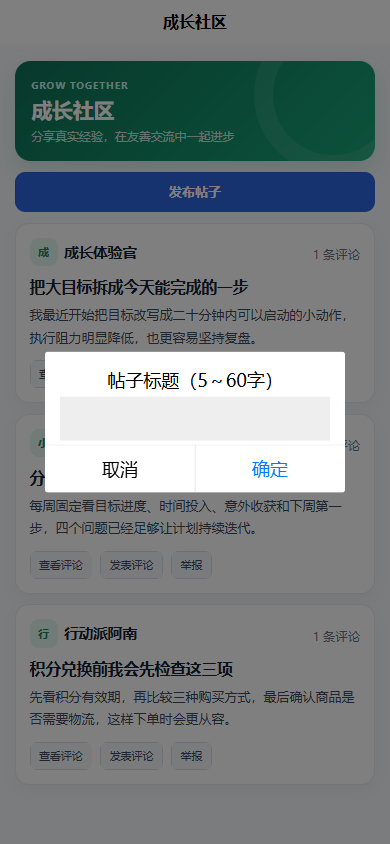 成长社区
GROW TOGETHER
成长社区
分享真实经验，在友善交流中一起进步
发布帖子
成
成长体验官
1 条评论
把大目标拆成今天能完成的一步
我最近开始把目标改写成二十分钟内可以启动的小动作，
执行阻力明显降低，也更容易坚持复盘。
帖子标题（5～60字）
取消
确定
每周固定看目标进度、时间投入、意外收获和下周第一
步，四个问题已经足够让计划持续迭代。
查看评论
发表评论
举报
行
行动派阿南
1 条评论
积分兑换前我会先检查这三项
先看积分有效期，再比较三种购买方式，最后确认商品是
否需要物流，这样下单时会更从容。
查看评论
发表评论
举报